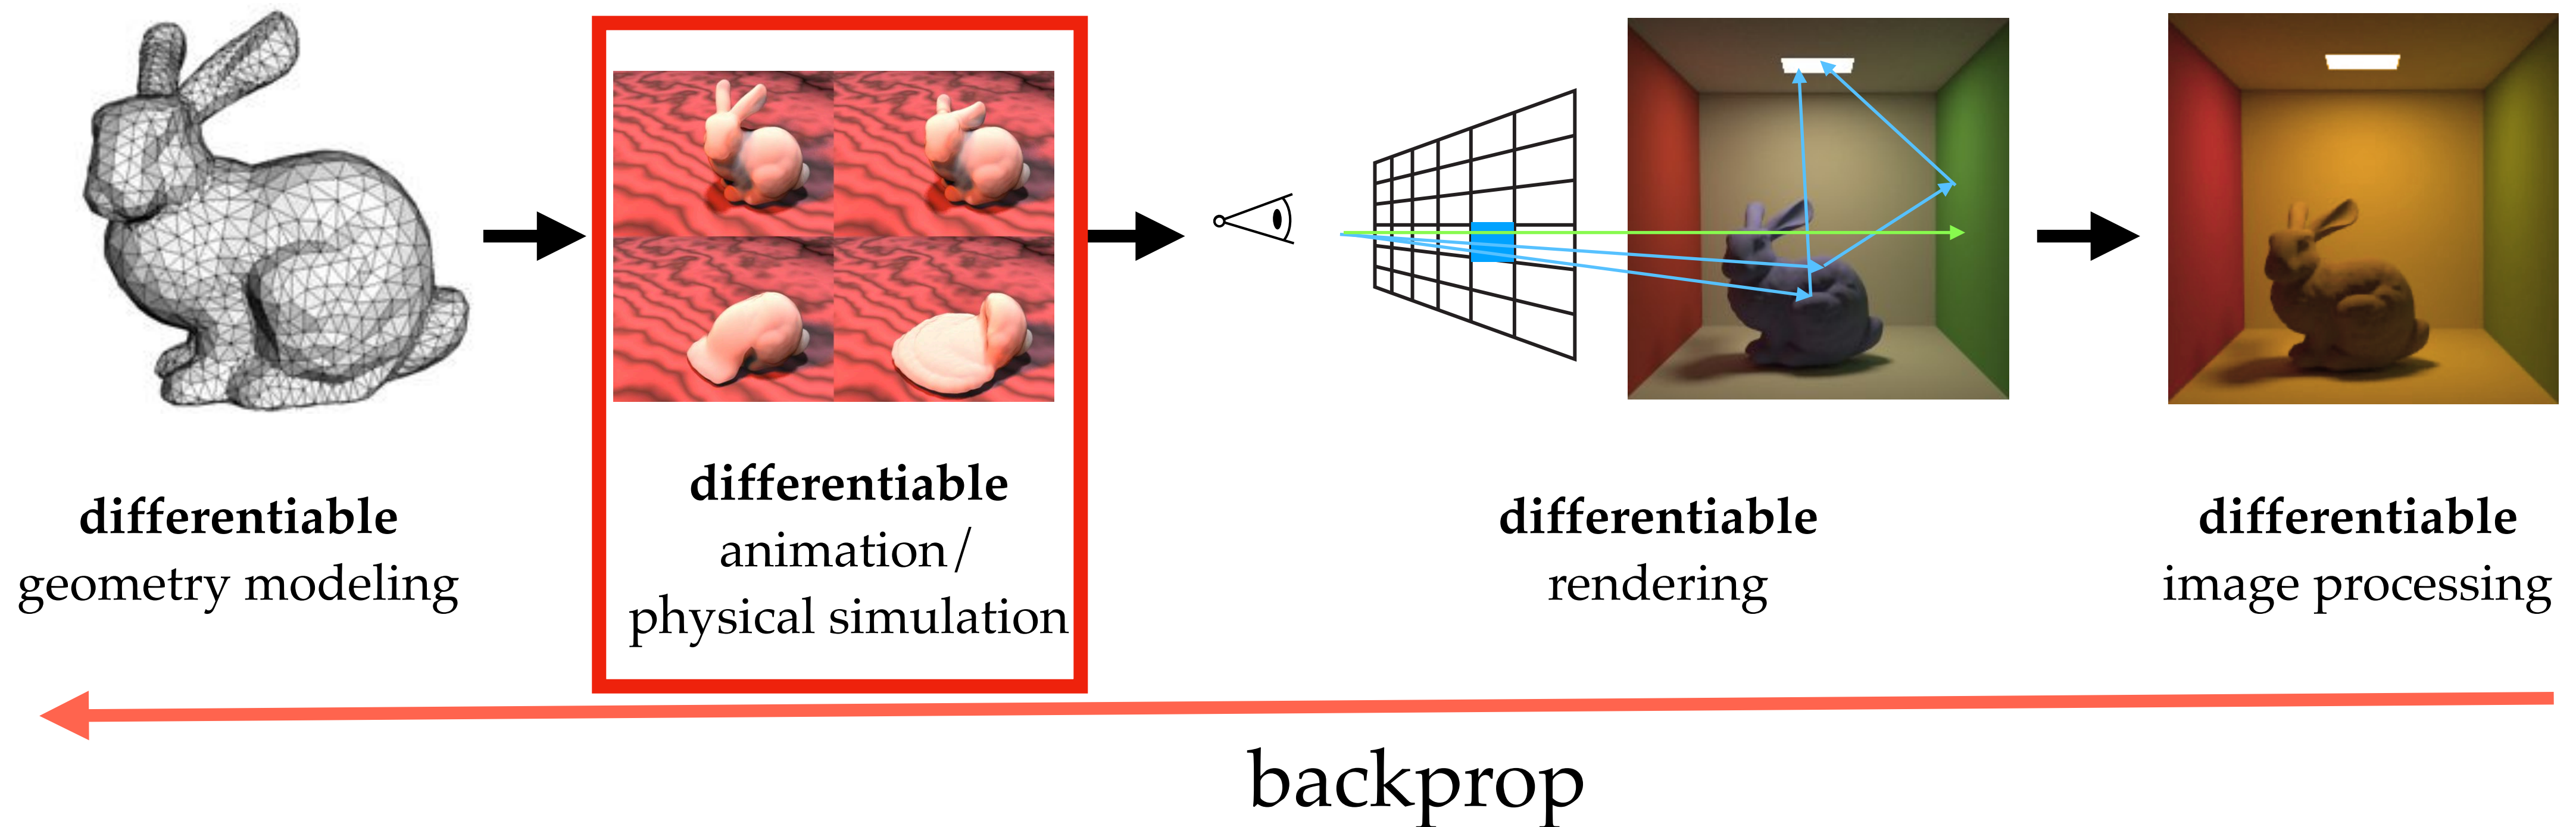 differentiable
geometry modeling
differentiable
animation/
physical simulation
differentiable
rendering
differentiable
image processing
backprop